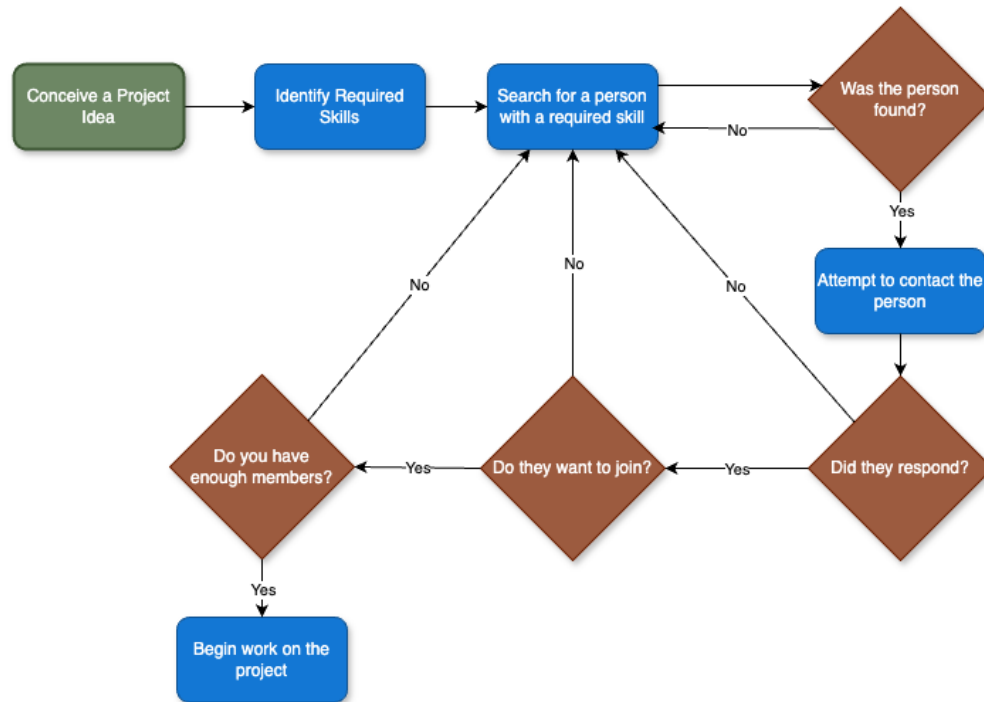 Conceive a Project
Idea
Identify Required
Skills
Search for a person
with a required skill
Was the person
found?
No
Yes
Attempt to contact the
person
No
No
No
Do you have
enough members?
Yes
Do they want to join?
Yes
Did they respond?
Yes
Begin work on the
project